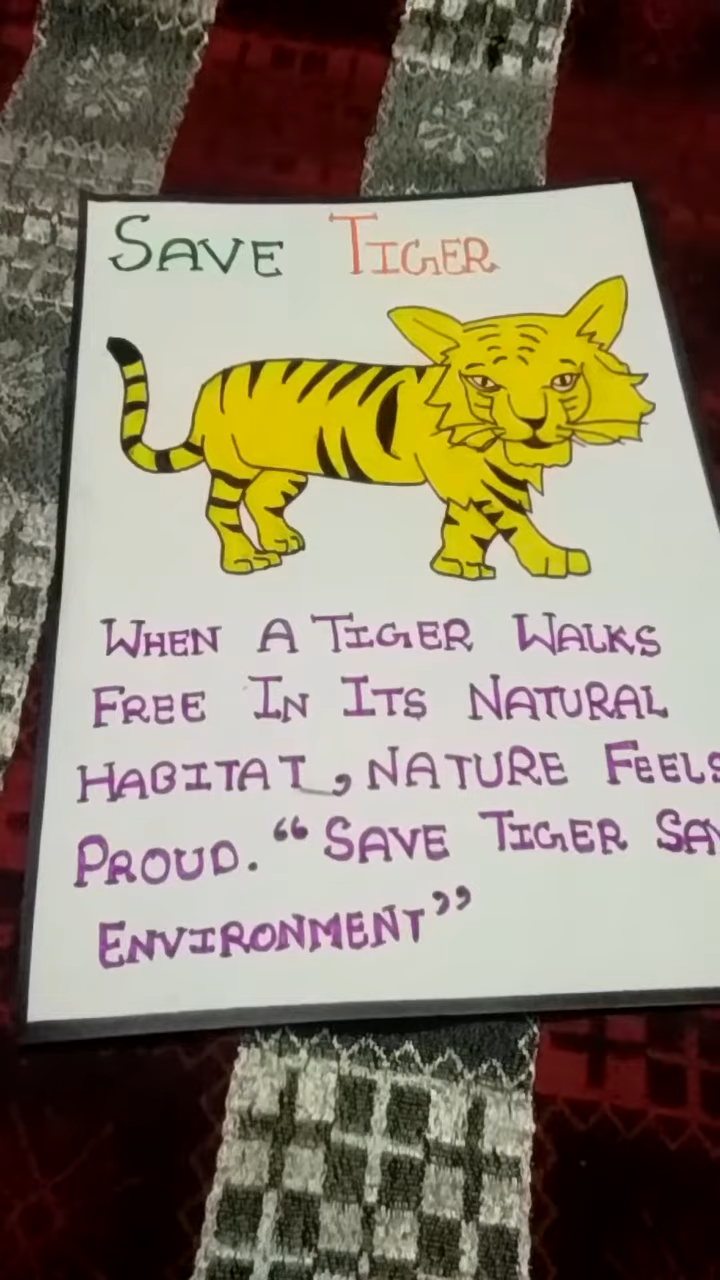 SAVE TIGER
WHEN A TIGER WALKS
FREE IN ITS NATURAL
HABITAT, NATURE FEELS
PROUD. “SAVE TIGER
ENVIRONMENT”